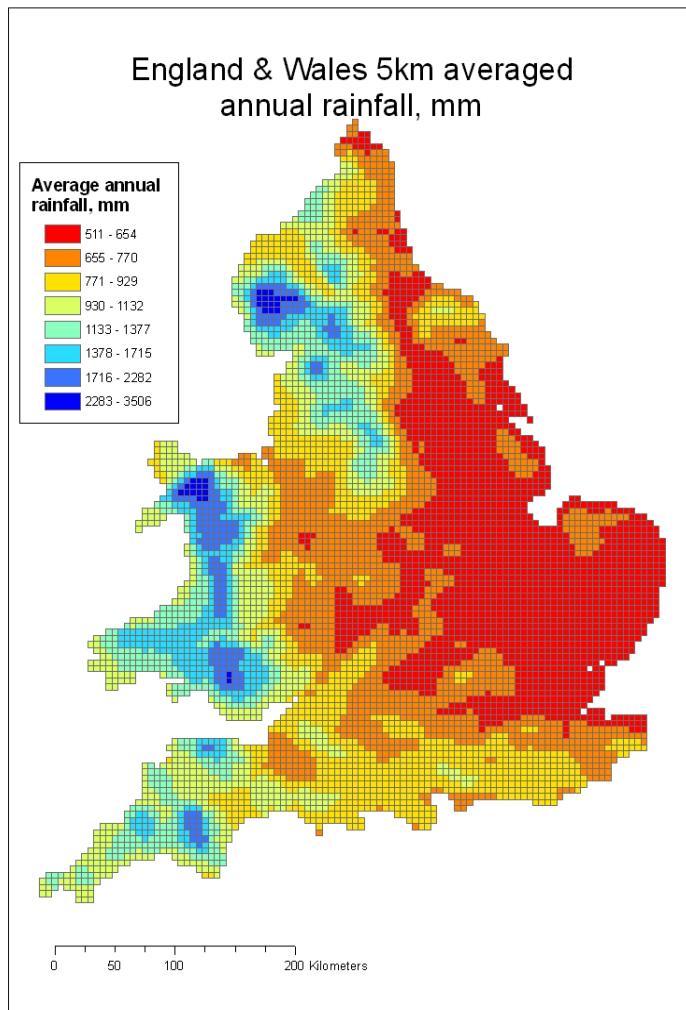 England & Wales 5km averaged
annual rainfall, mm
Average annual
rainfall, mm
511 - 654
655 - 770
771 - 929
930 - 1132
1133 - 1377
1378 - 1715
1716 - 2282
2283 - 3506
0 50 100 200 Kilometers